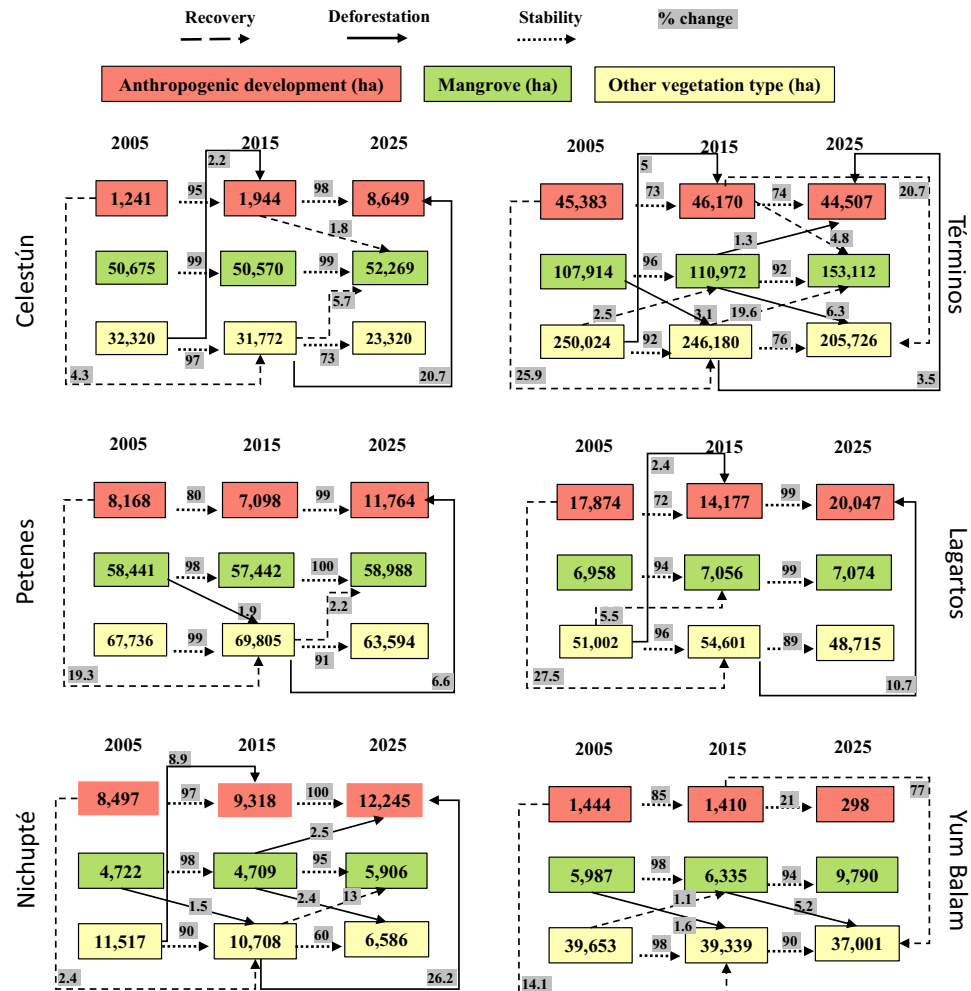 Recovery Deforestation Stability % change
Anthropogenic development (ha) Mangrove (ha) Other vegetation type (ha)
Celestún
2005 2015 2025
2.2
1,241 95 1,944 98 8,649
1.8
50,675 99 50,570 99 52,269
5.7
32,320 97 31,772 73 23,320
4.3 20.7
Términos
2005 2015 2025
5 20.7
45,383 73 46,170 74 44,507
1.3 4.8
107,914 96 110,972 92 153,112
2.5 3.1 19.6 6.3
250,024 92 246,180 76 205,726
25.9 3.5
Petenes
2005 2015 2025
8,168 80 7,098 99 11,764
58,441 98 57,442 100 58,988
1.9 2.2
67,736 99 69,805 91 63,594
19.3 6.6
Lagartos
2005 2015 2025
2.4
17,874 72 14,177 99 20,047
6,958 94 7,056 99 7,074
5.5
51,002 96 54,601 89 48,715
27.5 10.7
Nichupté
2005 2015 2025
8.9
8,497 97 9,318 100 12,245
2.5
4,722 98 4,709 95 5,906
1.5 2.4 13
11,517 90 10,708 60 6,586
2.4 26.2
Yum Balam
2005 2015 2025
77
1,444 85 1,410 21 298
5,987 98 6,335 94 9,790
1.1 1.6 5.2
39,653 98 39,339 90 37,001
14.1